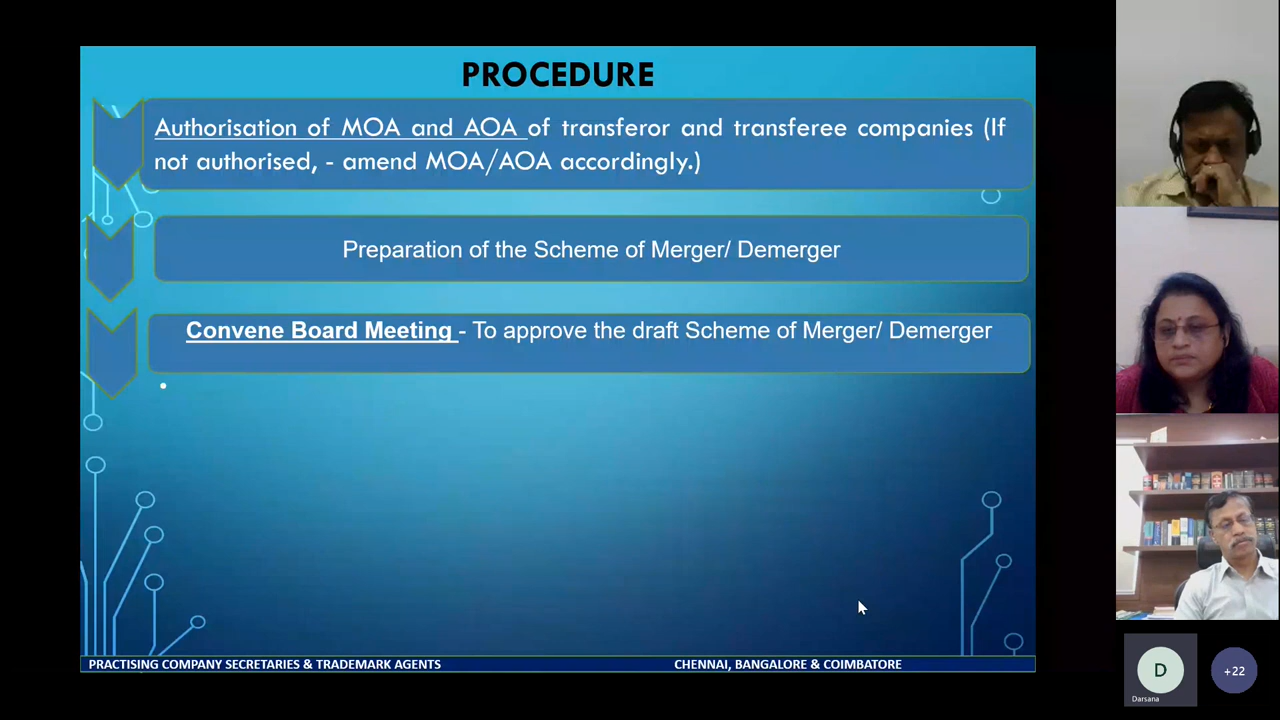 PROCEDURE
Authorisation of MOA and AOA of transferor and transferee companies (If
not authorised, - amend MOA/AOA accordingly.)
Preparation of the Scheme of Merger/ Demerger
Convene Board Meeting - To approve the draft Scheme of Merger/ Demerger
PRACTISING COMPANY SECRETARIES & TRADEMARK AGENTS
CHENNAI, BANGALORE & COIMBATORE
D
Darsana
+22